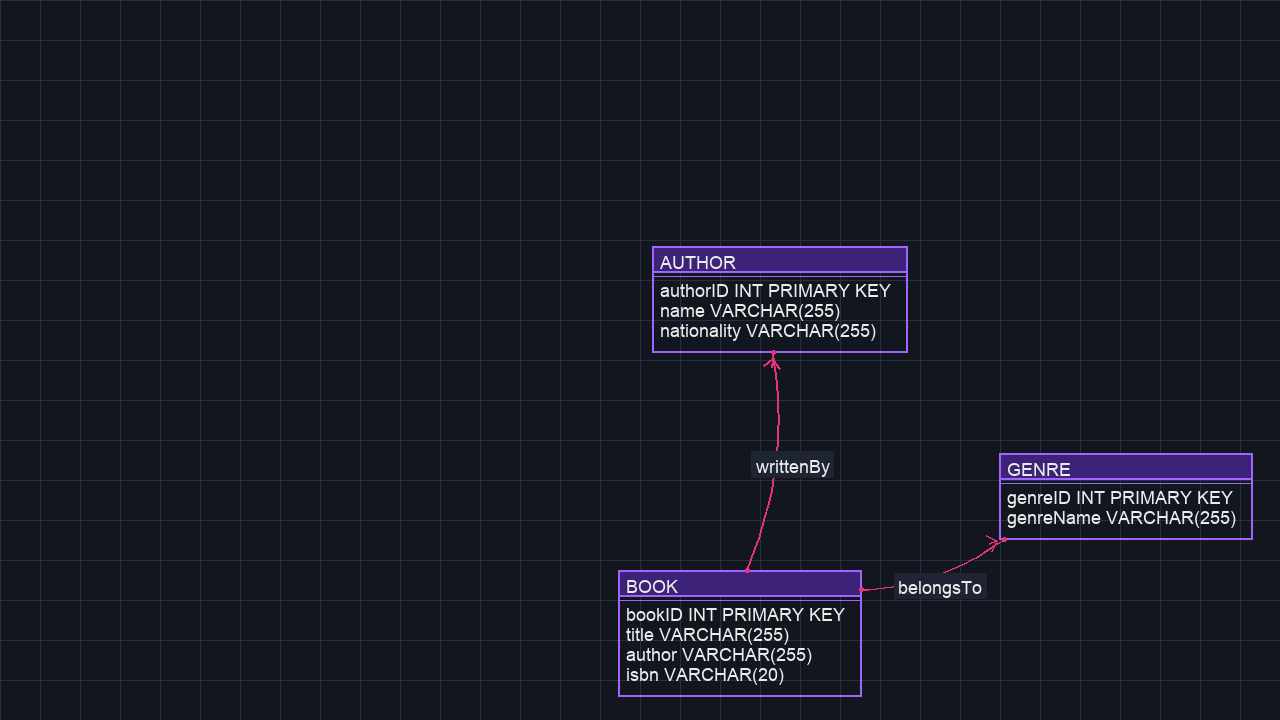 AUTHOR
authorID INT PRIMARY KEY
name VARCHAR(255)
nationality VARCHAR(255)
writtenBy
GENRE
genreID INT PRIMARY KEY
genreName VARCHAR(255)
belongsTo
BOOK
bookID INT PRIMARY KEY
title VARCHAR(255)
author VARCHAR(255)
isbn VARCHAR(20)